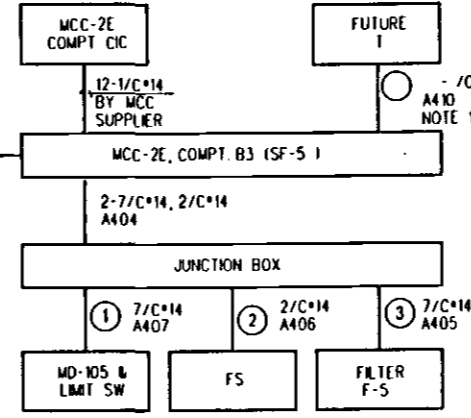 MCC-2E
COMPT C1C
FUTURE
T
12-1/C#14
BY MCC
SUPPLIER
- /C
A410
NOTE 1
MCC-2E, COMPT. B3 (SF-5 )
2-7/C#14, 2/C#14
A404
JUNCTION BOX
1 7/C#14
A407
2 2/C#14
A406
3 7/C#14
A405
MD-105 &
LIMIT SW
FS
FILTER
F-5